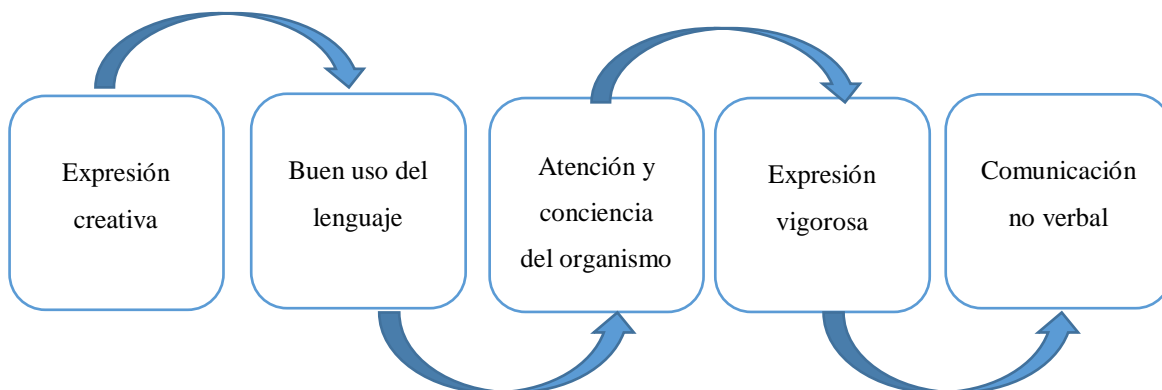 Expresión
creativa
Buen uso del
lenguaje
Atención y
conciencia
del organismo
Expresión
vigorosa
Comunicación
no verbal